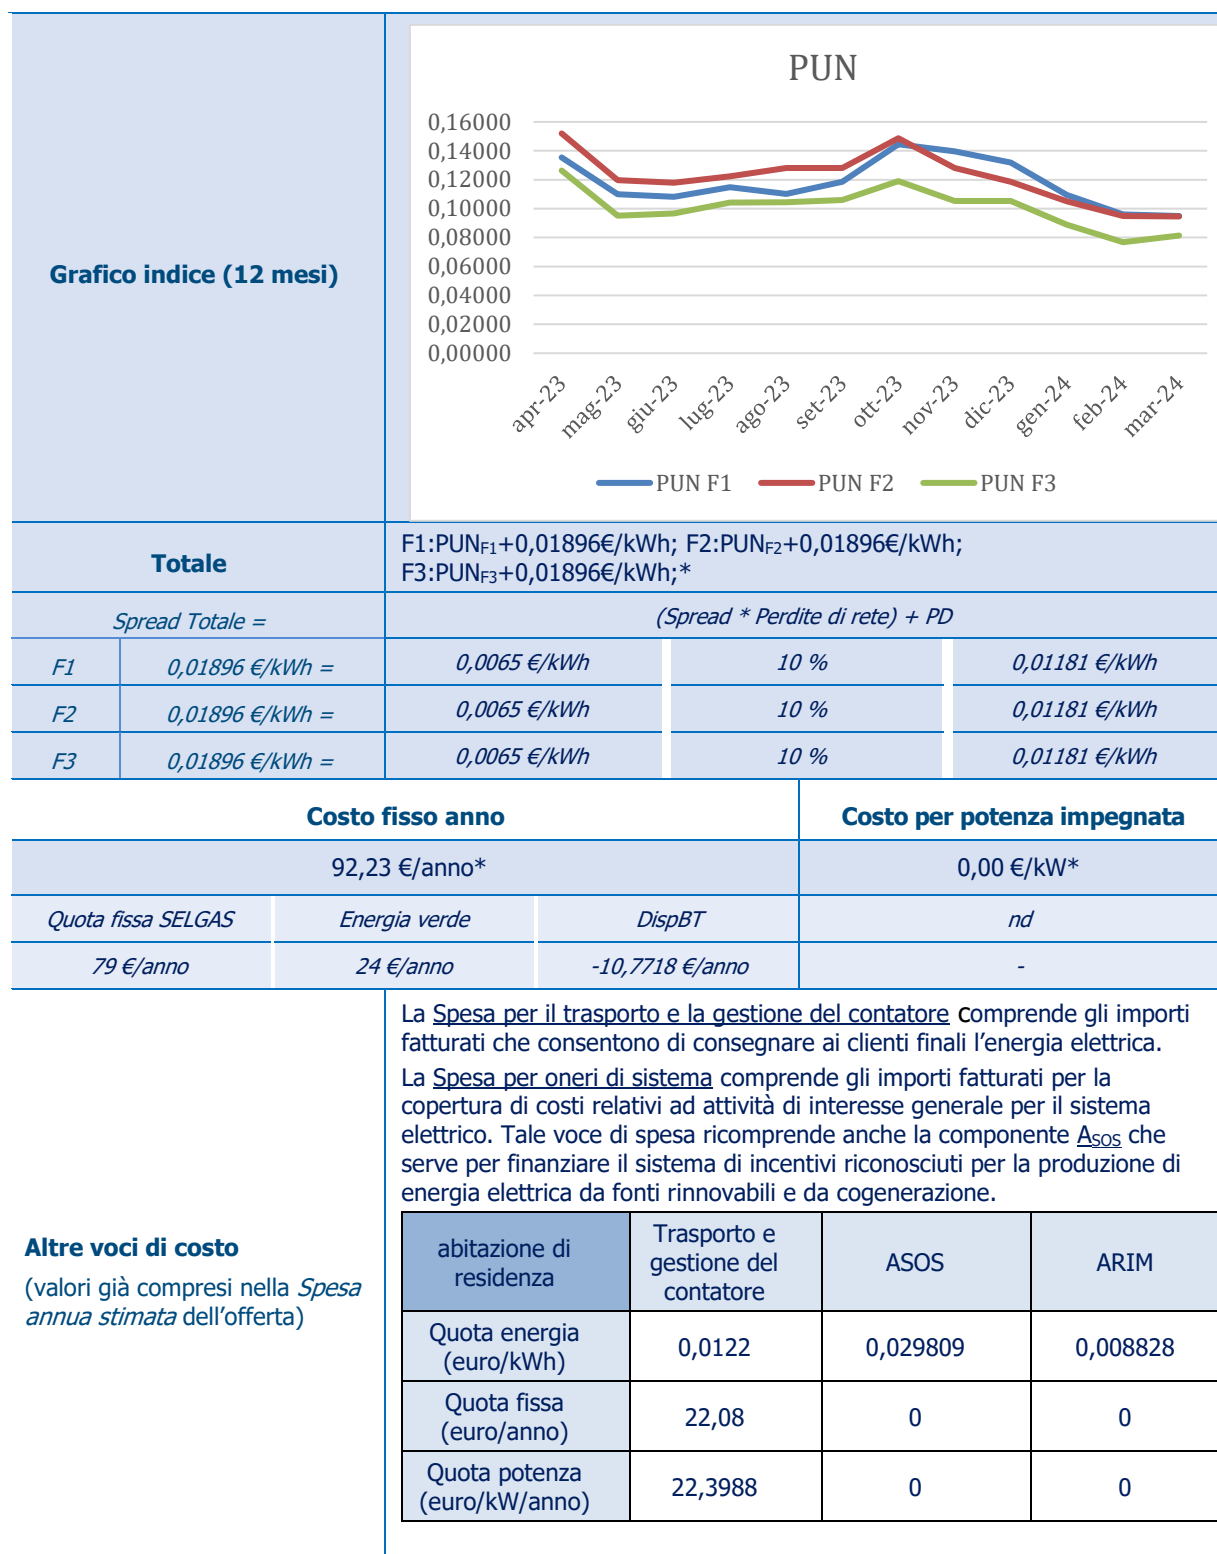 Grafico indice (12 mesi)
PUN
0,16000
0,14000
0,12000
0,10000
0,08000
0,06000
0,04000
0,02000
0,00000
apr-23
mag-23
giu-23
lug-23
ago-23
set-23
ott-23
nov-23
dic-23
gen-24
feb-24
mar-24
PUN F1 PUN F2 PUN F3
Totale
F1:PUNF1+0,01896€/kWh; F2:PUNF2+0,01896€/kWh;
F3:PUNF3+0,01896€/kWh;*
Spread Totale = (Spread * Perdite di rete) + PD
F1 0,01896 €/kWh = 0,0065 €/kWh 10 % 0,01181 €/kWh
F2 0,01896 €/kWh = 0,0065 €/kWh 10 % 0,01181 €/kWh
F3 0,01896 €/kWh = 0,0065 €/kWh 10 % 0,01181 €/kWh
Costo fisso anno Costo per potenza impegnata
92,23 €/anno* 0,00 €/kW*
Quota fissa SELGAS Energia verde DispBT nd
79 €/anno 24 €/anno -10,7718 €/anno -
Altre voci di costo
(valori già compresi nella Spesa
annua stimata dell'offerta)
La Spesa per il trasporto e la gestione del contatore comprende gli importi
fatturati che consentono di consegnare ai clienti finali l'energia elettrica.
La Spesa per oneri di sistema comprende gli importi fatturati per la
copertura di costi relativi ad attività di interesse generale per il sistema
elettrico. Tale voce di spesa ricomprende anche la componente ASOS che
serve per finanziare il sistema di incentivi riconosciuti per la produzione di
energia elettrica da fonti rinnovabili e da cogenerazione.
abitazione di
residenza
Trasporto e
gestione del
contatore
ASOS
ARIM
Quota energia
(euro/kWh)
0,0122 0,029809 0,008828
Quota fissa
(euro/anno)
22,08 0 0
Quota potenza
(euro/kW/anno)
22,3988 0 0